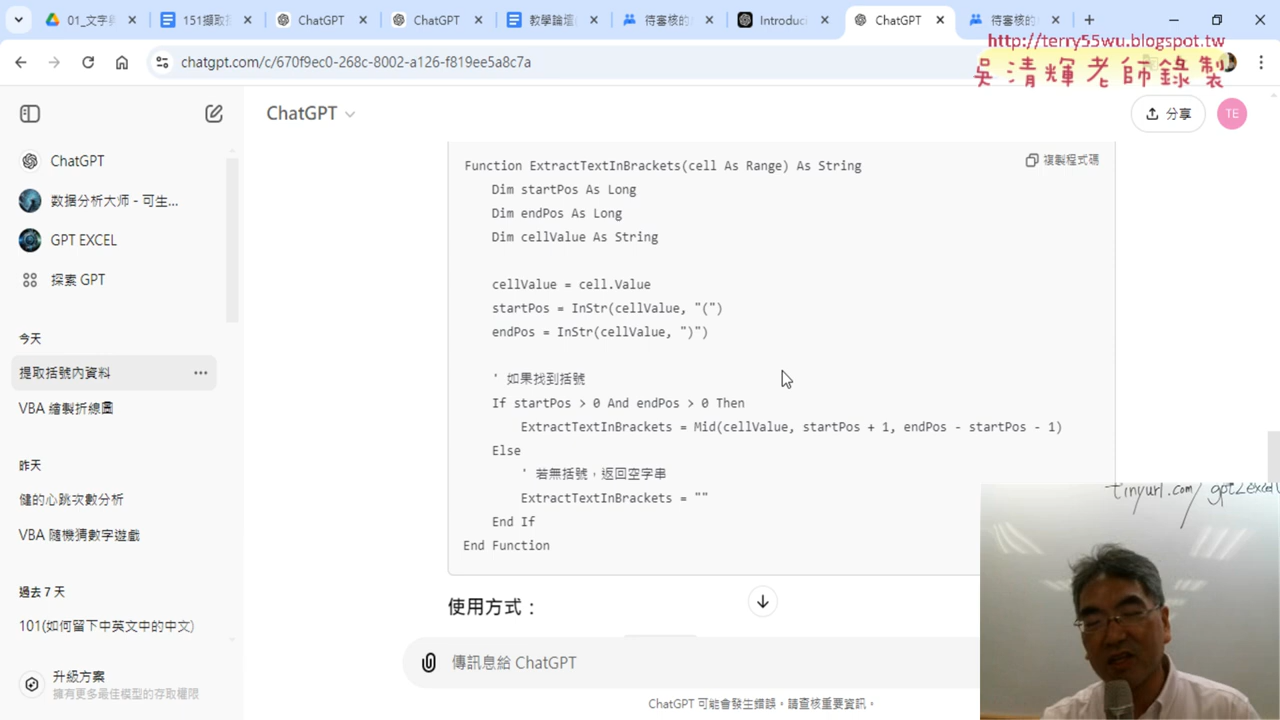 01_文字與
151擷取括
ChatGPT
ChatGPT
教學論壇
待審核的
Introduc
ChatGPT
待審核的
http://terry55wu.blogspot.tw
吳清輝老師錄製
chatgpt.com/c/670f9ec0-268c-8002-a126-f819ee5a8c7a
ChatGPT
分享
TE
ChatGPT
数据分析大师 - 可生...
GPT EXCEL
探索 GPT
今天
提取括號內資料
VBA 繪製折線圖
昨天
健的心跳次數分析
VBA 隨機猜數字遊戲
過去 7 天
101(如何留下中英文中的中文)
升級方案
擁有更多最佳模型的存取權限
複製程式碼
Function ExtractTextInBrackets(cell As Range) As String
Dim startPos As Long
Dim endPos As Long
Dim cellValue As String
cellValue = cell.Value
startPos = InStr(cellValue, "(")
endPos = InStr(cellValue, ")")
' 如果找到括號
If startPos > 0 And endPos > 0 Then
ExtractTextInBrackets = Mid(cellValue, startPos + 1, endPos - startPos - 1)
Else
' 若無括號，返回空字串
ExtractTextInBrackets = ""
End If
End Function
使用方式：
傳訊息給 ChatGPT
ChatGPT 可能會發生錯誤。請查核重要資訊。
tinyurl.com/gpt2excel